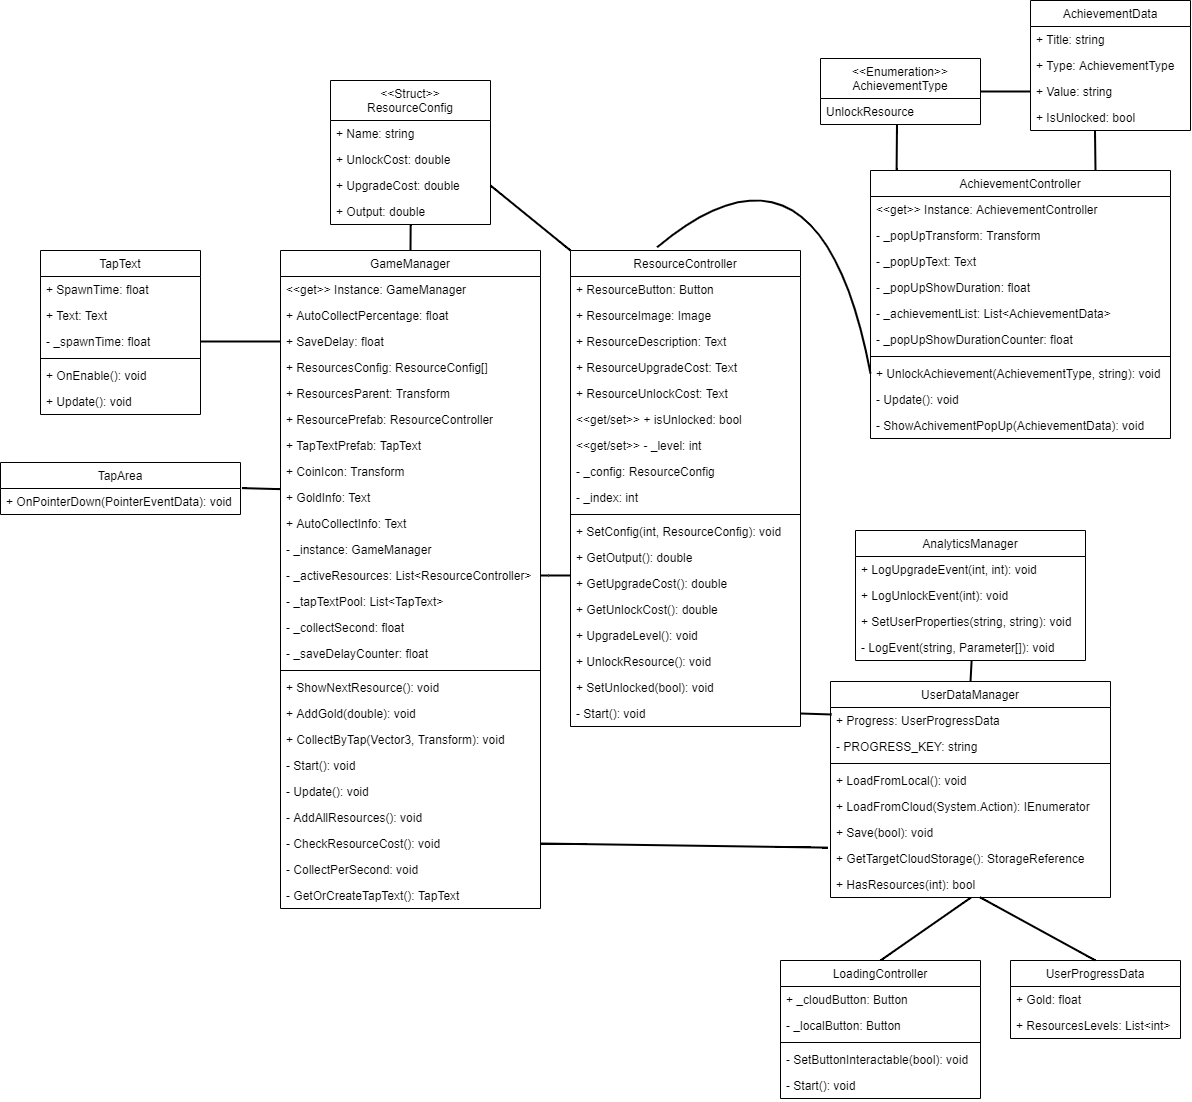 AchievementData
+ Title: string
+ Type: AchievementType
+ Value: string
+ IsUnlocked: bool
<<Enumeration>>
AchievementType
UnlockResource
<<Struct>>
ResourceConfig
+ Name: string
+ UnlockCost: double
+ UpgradeCost: double
+ Output: double
AchievementController
<<get>> Instance: AchievementController
- _popUpTransform: Transform
- _popUpText: Text
- _popUpShowDuration: float
- _achievementList: List<AchievementData>
- _popUpShowDurationCounter: float
+ UnlockAchievement(AchievementType, string): void
- Update(): void
- ShowAchivementPopUp(AchievementData): void
TapText
+ SpawnTime: float
+ Text: Text
- _spawnTime: float
+ OnEnable(): void
+ Update(): void
TapArea
+ OnPointerDown(PointerEventData): void
GameManager
<<get>> Instance: GameManager
+ AutoCollectPercentage: float
+ SaveDelay: float
+ ResourcesConfig: ResourceConfig[]
+ ResourcesParent: Transform
+ ResourcePrefab: ResourceController
+ TapTextPrefab: TapText
+ CoinIcon: Transform
+ GoldInfo: Text
+ AutoCollectInfo: Text
- _instance: GameManager
- _activeResources: List<ResourceController>
- _tapTextPool: List<TapText>
- _collectSecond: float
- _saveDelayCounter: float
+ ShowNextResource(): void
+ AddGold(double): void
+ CollectByTap(Vector3, Transform): void
- Start(): void
- Update(): void
- AddAllResources(): void
- CheckResourceCost(): void
- CollectPerSecond: void
- GetOrCreateTapText(): TapText
ResourceController
+ ResourceButton: Button
+ ResourceImage: Image
+ ResourceDescription: Text
+ ResourceUpgradeCost: Text
+ ResourceUnlockCost: Text
<<get/set>> + isUnlocked: bool
<<get/set>> - _level: int
- _config: ResourceConfig
- _index: int
+ SetConfig(int, ResourceConfig): void
+ GetOutput(): double
+ GetUpgradeCost(): double
+ GetUnlockCost(): double
+ UpgradeLevel(): void
+ UnlockResource(): void
+ SetUnlocked(bool): void
- Start(): void
AnalyticsManager
+ LogUpgradeEvent(int, int): void
+ LogUnlockEvent(int): void
+ SetUserProperties(string, string): void
- LogEvent(string, Parameter[]): void
UserDataManager
+ Progress: UserProgressData
- PROGRESS_KEY: string
+ LoadFromLocal(): void
+ LoadFromCloud(System.Action): IEnumerator
+ Save(bool): void
+ GetTargetCloudStorage(): StorageReference
+ HasResources(int): bool
LoadingController
+ _cloudButton: Button
- _localButton: Button
- SetButtonInteractable(bool): void
- Start(): void
UserProgressData
+ Gold: float
+ ResourcesLevels: List<int>